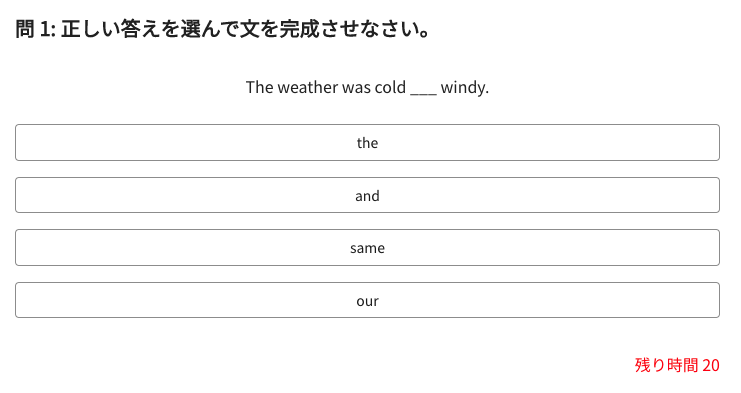 問 1: 正しい答えを選んで文を完成させなさい。
The weather was cold ___ windy.
the
and
same
our
残り時間 20